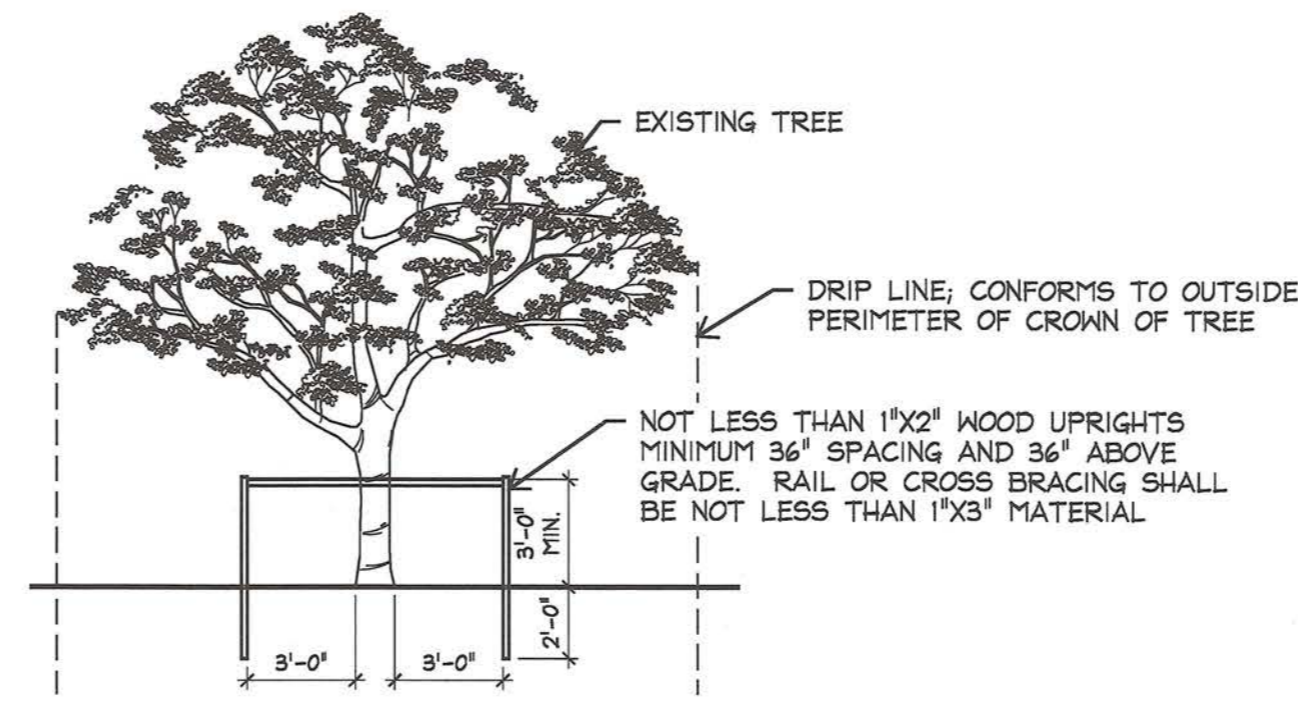 EXISTING TREE
DRIP LINE; CONFORMS TO OUTSIDE
PERIMETER OF CROWN OF TREE
NOT LESS THAN 1"X2" WOOD UPRIGHTS
MINIMUM 36" SPACING AND 36" ABOVE
GRADE. RAIL OR CROSS BRACING SHALL
BE NOT LESS THAN 1"X3" MATERIAL
3'-0"
MIN.
2'-0"
3'-0"
3'-0"